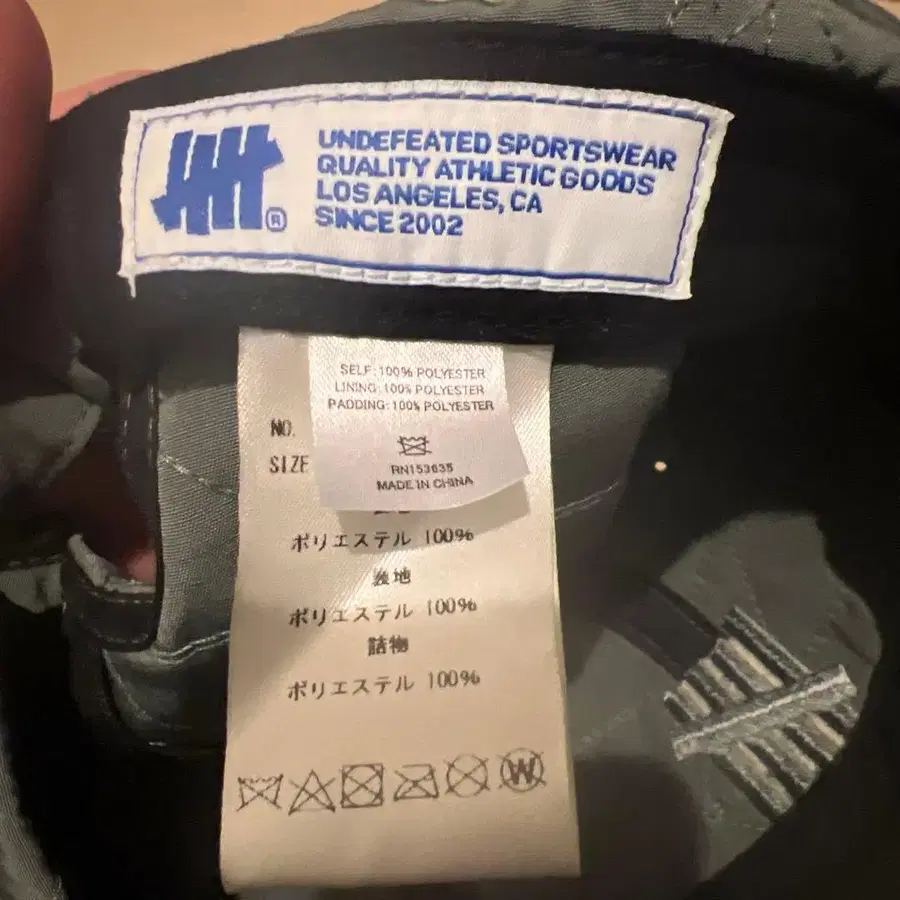 UNDEFEATED SPORTSWEAR
QUALITY ATHLETIC GOODS
LOS ANGELES, CA
SINCE 2002
®
SELF:100% POLYESTER
LINING:100% POLYESTER
PADDING:100% POLYESTER
RN153635
MADE IN CHINA
NO.
SIZE
ポリエステル 100%
表地
ポリエステル 100%
詰物
ポリエステル 100%
W